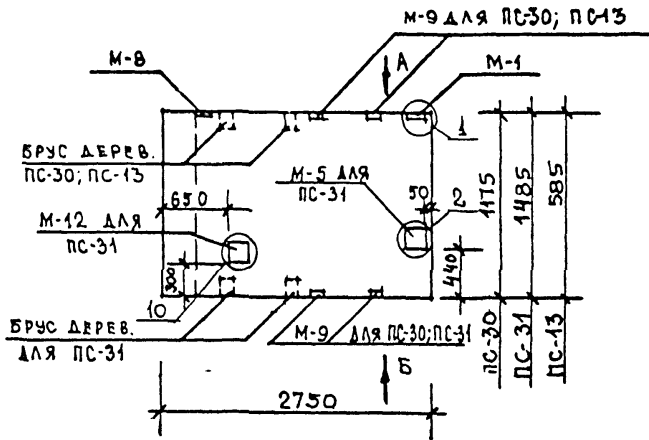 М-9 ДЛЯ ПС-30; ПС-13
М-8
А
М-1
1
БРУС ДЕРЕВ.
ПС-30; ПС-13
М-5 ДЛЯ
ПС-31
650
50
2
М-12 ДЛЯ
ПС-31
300
440
10
БРУС ДЕРЕВ.
ДЛЯ ПС-31
М-9 ДЛЯ ПС-30; ПС-31
Б
2750
1175
1485
585
ПС-30
ПС-31
ПС-13